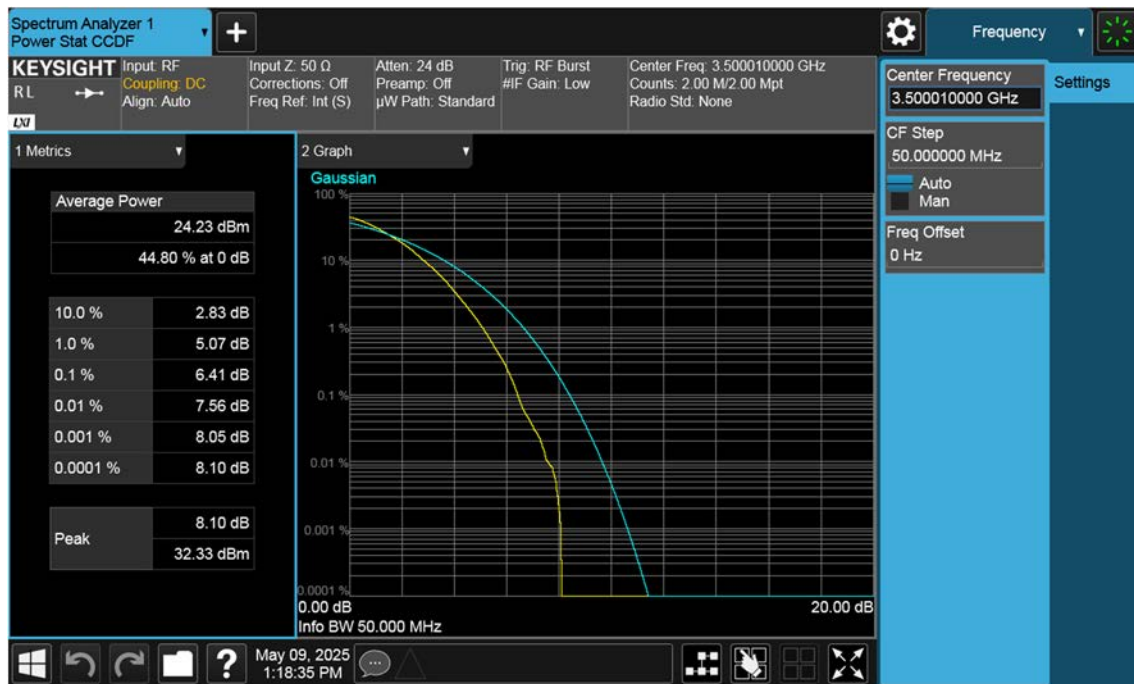 Spectrum Analyzer 1
Power Stat CCDF
+
Frequency
KEYSIGHT
RL
LXI
Input: RF
Coupling: DC
Align: Auto
Input Z: 50 Ω
Corrections: Off
Freq Ref: Int (S)
Atten: 24 dB
Preamp: Off
µW Path: Standard
Trig: RF Burst
#IF Gain: Low
Center Freq: 3.500010000 GHz
Counts: 2.00 M/2.00 Mpt
Radio Std: None
Center Frequency
3.500010000 GHz
Settings
CF Step
50.000000 MHz
Auto
Man
Freq Offset
0 Hz
1 Metrics
Average Power
24.23 dBm
44.80 % at 0 dB
10.0 % 2.83 dB
1.0 % 5.07 dB
0.1 % 6.41 dB
0.01 % 7.56 dB
0.001 % 8.05 dB
0.0001 % 8.10 dB
Peak
8.10 dB
32.33 dBm
2 Graph
Gaussian
100 %
10 %
1 %
0.1 %
0.01 %
0.001 %
0.0001 %
0.00 dB 20.00 dB
Info BW 50.000 MHz
?
May 09, 2025
1:18:35 PM